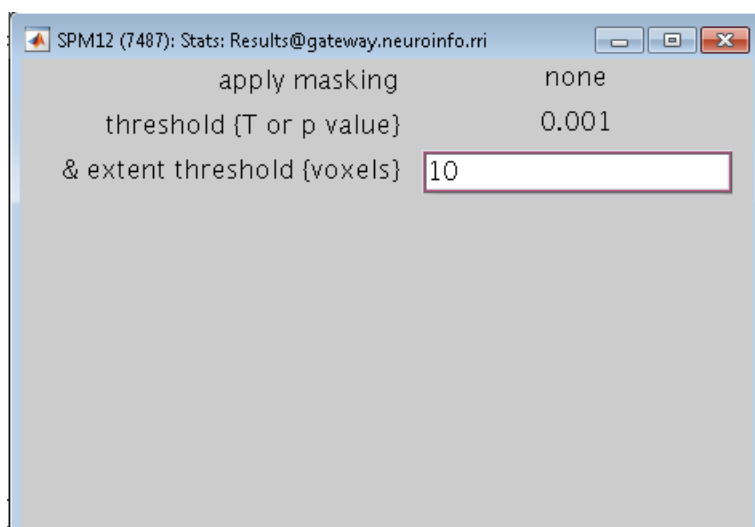 SPM12 (7487): Stats: Results@gateway.neuroinfo.rri
apply masking none
threshold {T or p value} 0.001
& extent threshold {voxels} 10